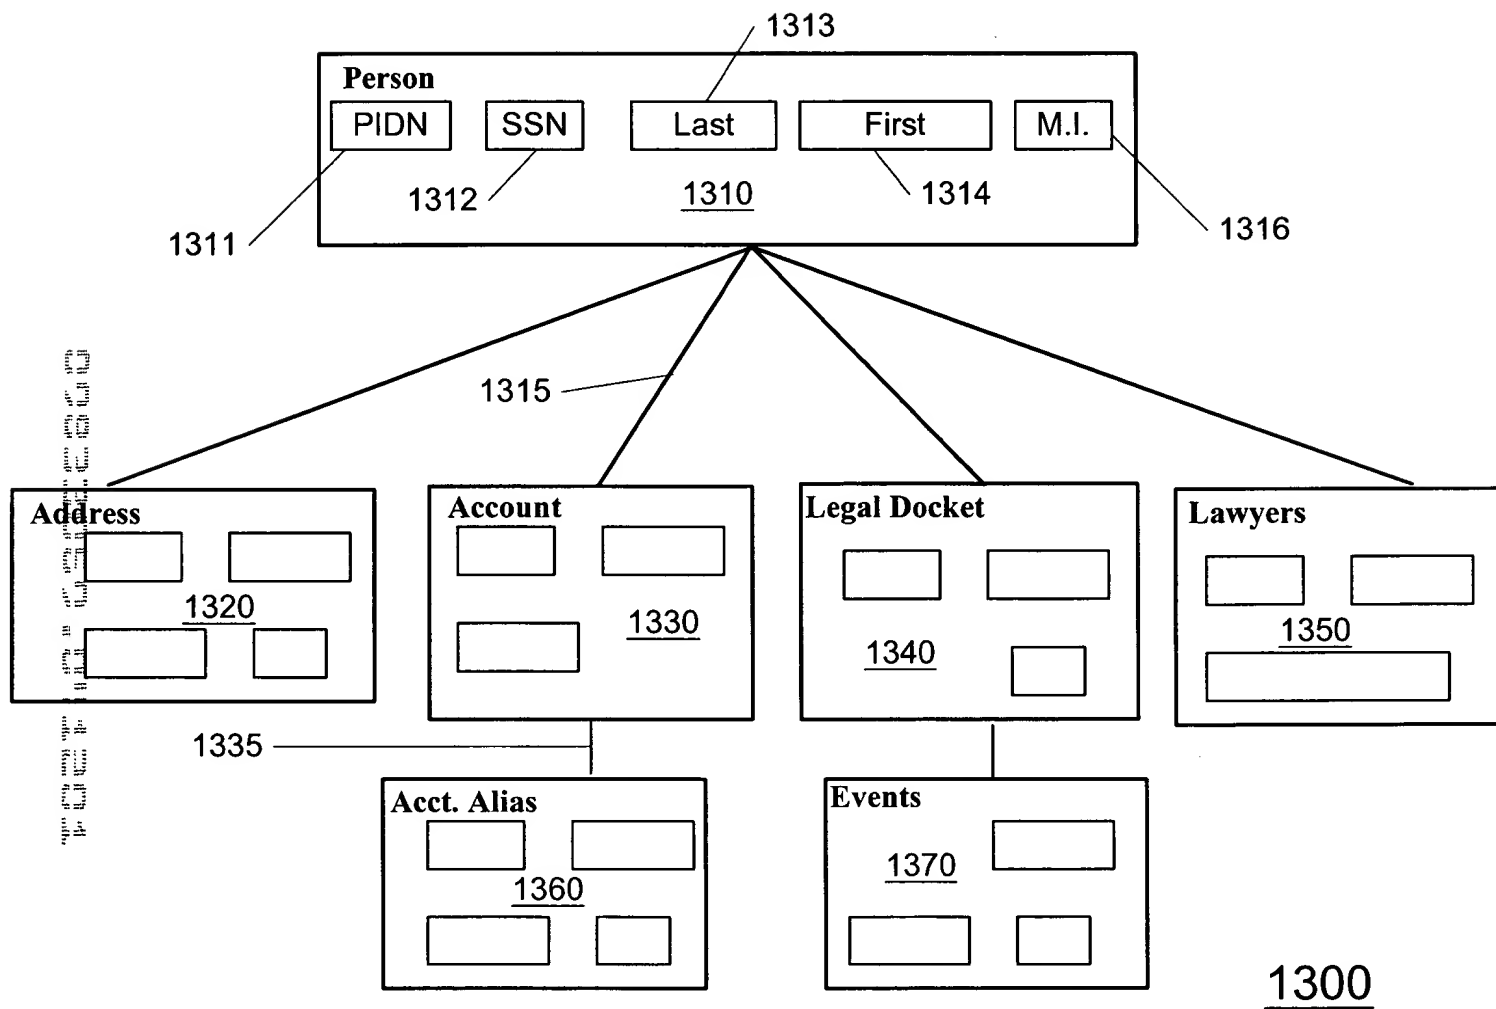 1313
Person
PIDN SSN Last First M.I.
1312 1310 1314
1311 1316
1315
Address Account Legal Docket Lawyers
1320 1330 1340 1350
1335
Acct. Alias Events
1360 1370
1300